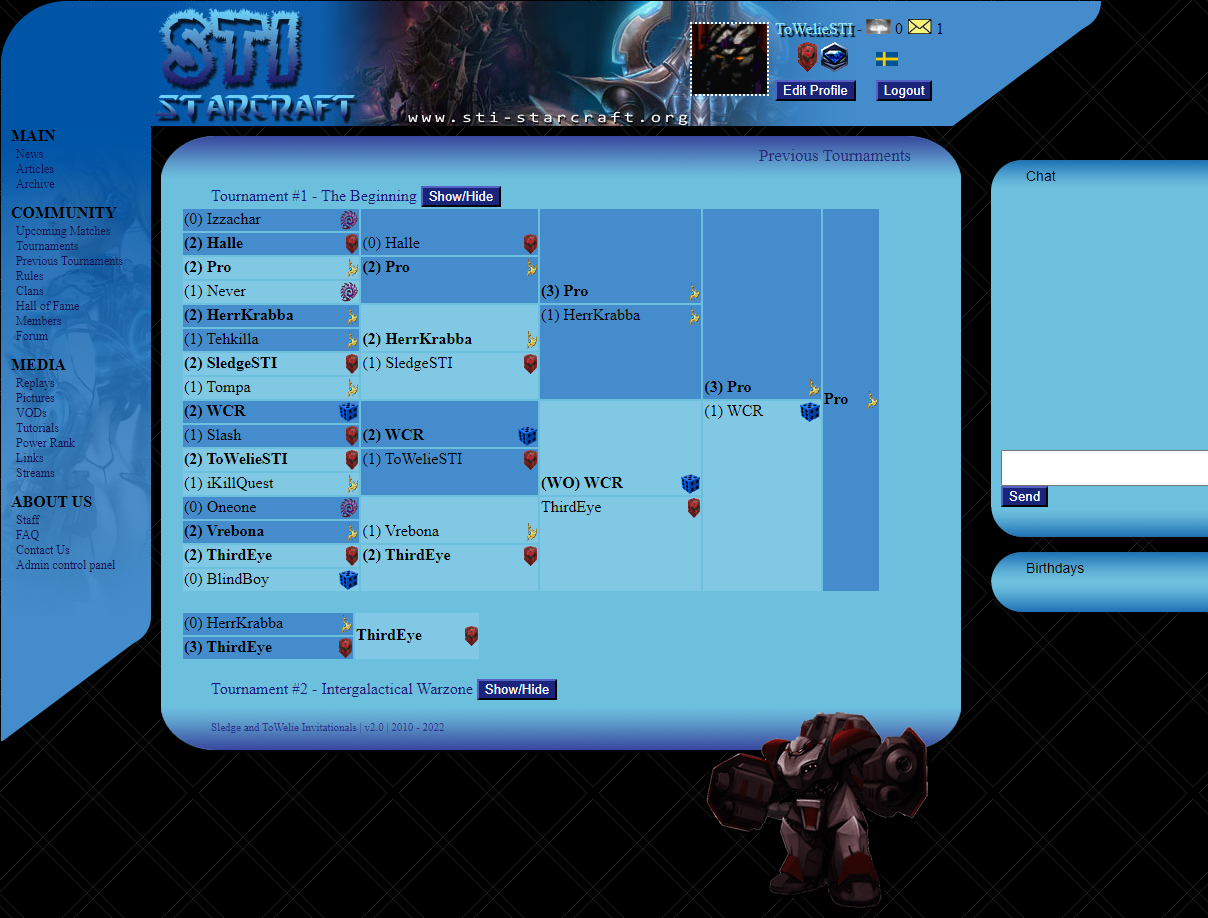 STI
STARCRAFT
www.sti-starcraft.org
ToWelieSTI - 0 1
Edit Profile Logout
MAIN
News
Articles
Archive
COMMUNITY
Upcoming Matches
Tournaments
Previous Tournaments
Rules
Clans
Hall of Fame
Members
Forum
MEDIA
Replays
Pictures
VODs
Tutorials
Power Rank
Links
Streams
ABOUT US
Staff
FAQ
Contact Us
Admin control panel
Previous Tournaments
Tournament #1 - The Beginning Show/Hide
(0) Izzachar
(2) Halle (0) Halle
(2) Pro (2) Pro
(1) Never (3) Pro
(2) HerrKrabba (1) HerrKrabba
(1) Tehkilla (2) HerrKrabba
(2) SledgeSTI (1) SledgeSTI
(1) Tompa (3) Pro
Pro
(2) WCR (1) WCR
(1) Slash (2) WCR
(2) ToWelieSTI (1) ToWelieSTI
(1) iKillQuest (WO) WCR
(0) Oneone ThirdEye
(2) Vrebona (1) Vrebona
(2) ThirdEye (2) ThirdEye
(0) BlindBoy
(0) HerrKrabba
ThirdEye
(3) ThirdEye
Tournament #2 - Intergalactical Warzone Show/Hide
Sledge and ToWelie Invitationals | v2.0 | 2010 - 2022
Chat
Send
Birthdays